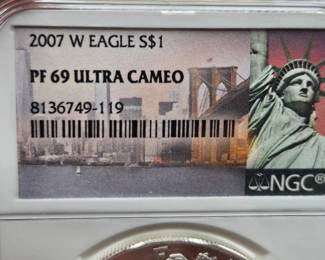 2007 W EAGLE S$1
PF 69 ULTRA CAMEO
8136749-119
NGC®